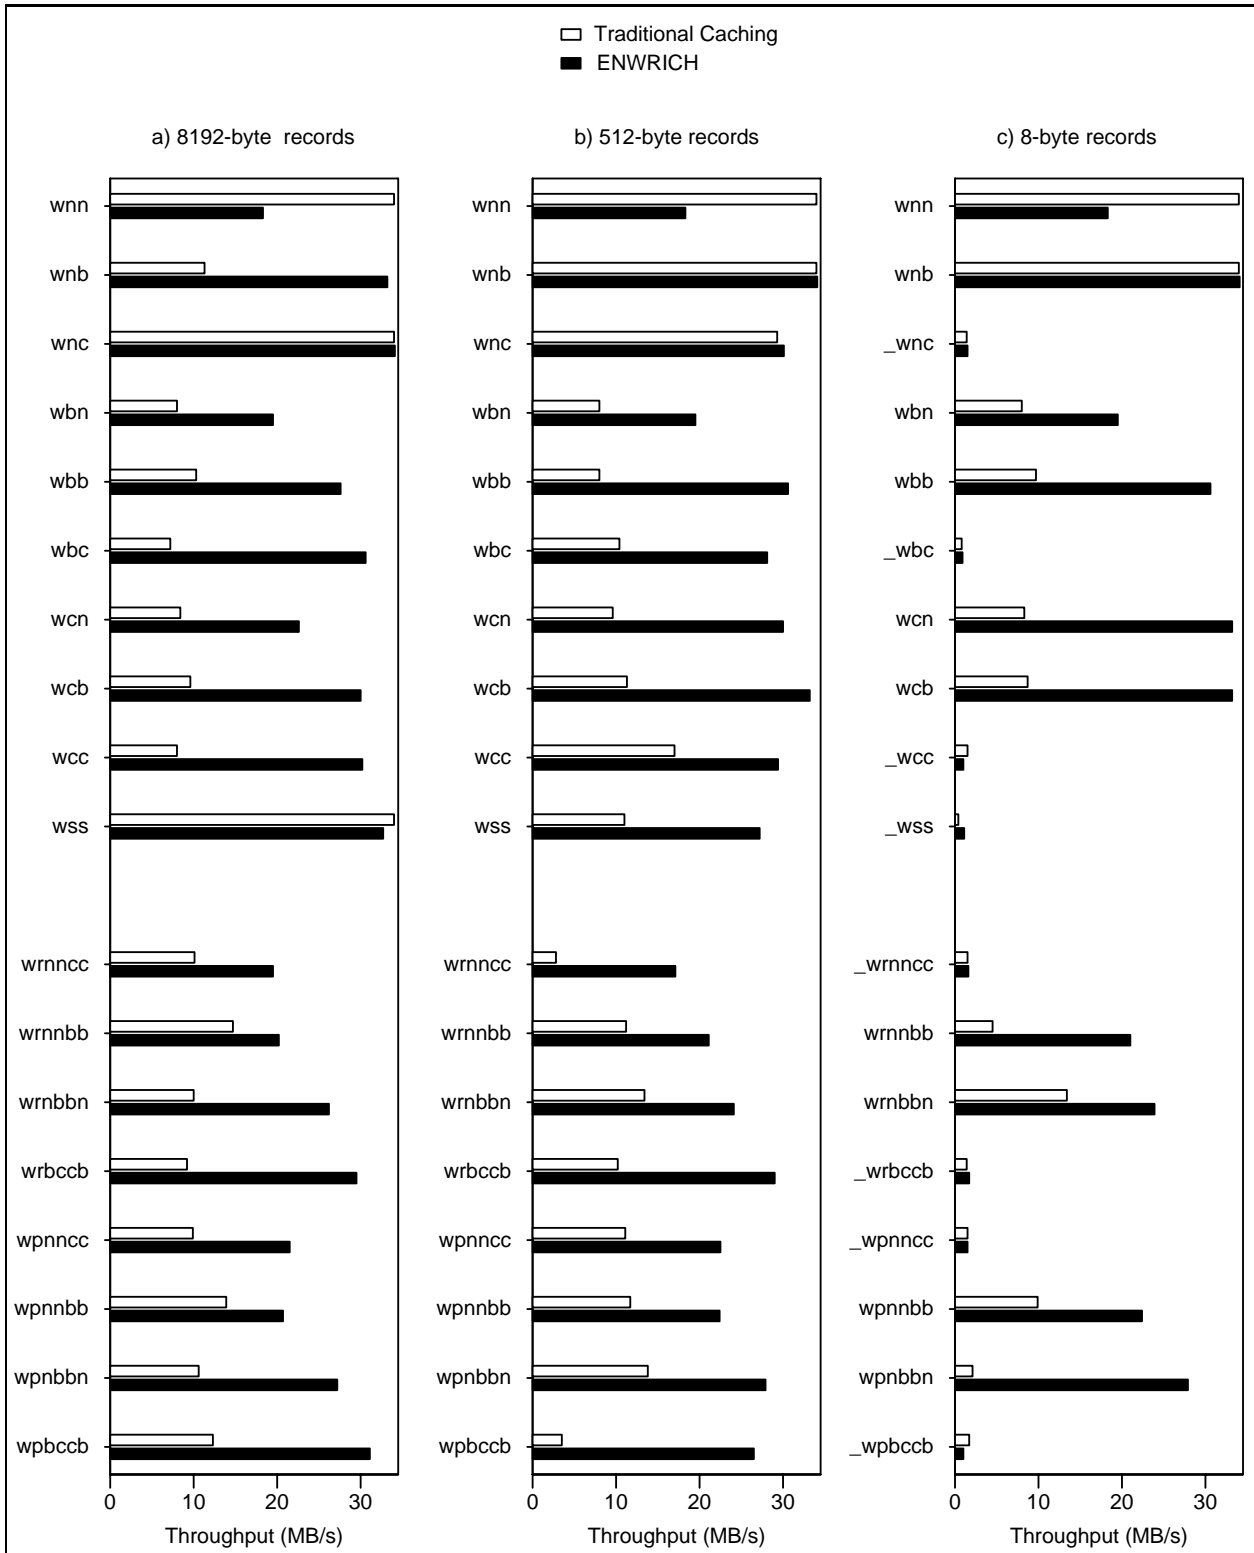 Traditional Caching
ENWRICH
a) 8192-byte records
b) 512-byte records
c) 8-byte records
wnn
wnb
wnc
wbn
wbb
wbc
wcn
wcb
wcc
wss
wrnncc
wrnnbb
wrnbbn
wrbccb
wpnncc
wpnnbb
wpnbbn
wpbccb
0 10 20 30
Throughput (MB/s)
wnn
wnb
wnc
wbn
wbb
wbc
wcn
wcb
wcc
wss
wrnncc
wrnnbb
wrnbbn
wrbccb
wpnncc
wpnnbb
wpnbbn
wpbccb
0 10 20 30
Throughput (MB/s)
wnn
wnb
_wnc
wbn
wbb
_wbc
wcn
wcb
_wcc
_wss
_wrnncc
wrnnbb
wrnbbn
_wrbccb
_wpnncc
wpnnbb
wpnbbn
_wpbccb
0 10 20 30
Throughput (MB/s)